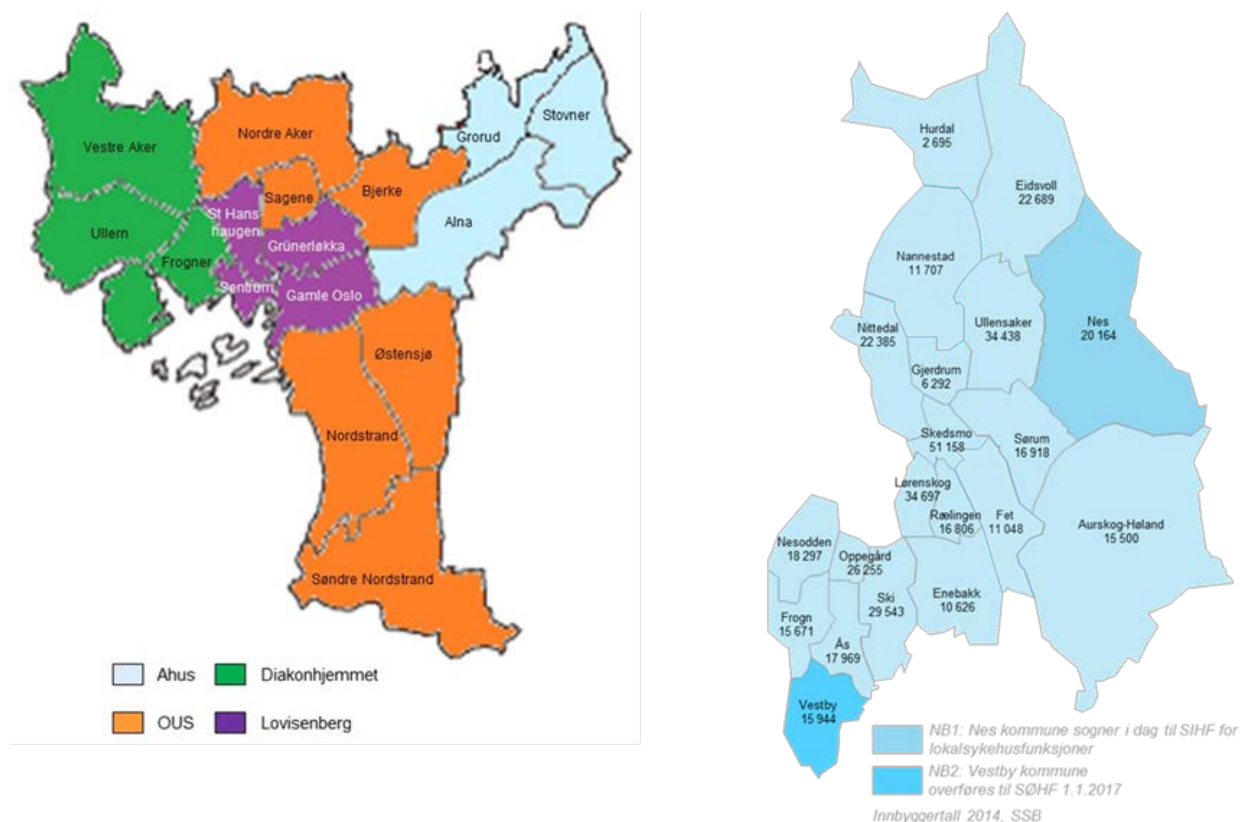 Vestre Aker
Nordre Aker
Grorud
Stovner
Sagene
Bjerke
Ullern
St Hans-
haugen
Alna
Frogner
Grünerløkka
Sentrum
Gamle Oslo
Østensjø
Nordstrand
Søndre Nordstrand
Ahus
Diakonhjemmet
OUS
Lovisenberg
Hurdal
2 695
Eidsvoll
22 689
Nannestad
11 707
Nittedal
22 385
Ullensaker
34 438
Nes
20 164
Gjerdrum
6 292
Skedsmo
51 158
Sørum
16 918
Lørenskog
34 697
Rælingen
16 806
Fet
11 048
Aurskog-Høland
15 500
Nesodden
18 297
Oppegård
26 255
Ski
29 543
Enebakk
10 626
Frogn
15 671
Ås
17 969
Vestby
15 944
NB1: Nes kommune sogner i dag til SIHF for
lokalsykehusfunksjoner
NB2: Vestby kommune
overføres til SØHF 1.1.2017
Innbyggertall 2014, SSB